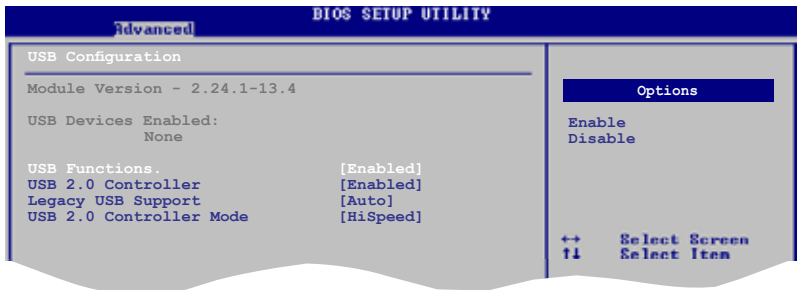 BIOS SETUP UTILITY
Advanced
USB Configuration
Module Version - 2.24.1-13.4
USB Devices Enabled:
None
USB Functions. [Enabled]
USB 2.0 Controller [Enabled]
Legacy USB Support [Auto]
USB 2.0 Controller Mode [HiSpeed]
Options
Enable
Disable
↔ Select Screen
↑↓ Select Item